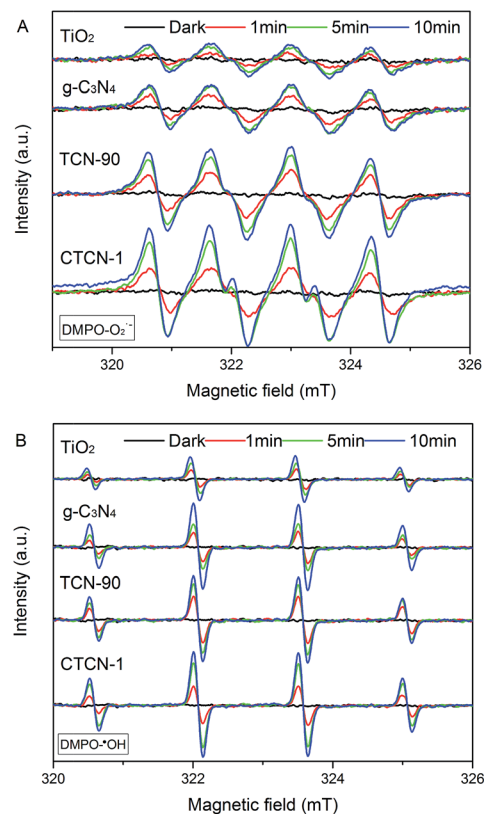 A
Dark 1min 5min 10min
TiO₂
g-C₃N₄
TCN-90
CTCN-1
DMPO-O₂˙⁻
Intensity (a.u.)
320 322 324 326
Magnetic field (mT)
B
Dark 1min 5min 10min
TiO₂
g-C₃N₄
TCN-90
CTCN-1
DMPO-•OH
Intensity (a.u.)
320 322 324 326
Magnetic field (mT)